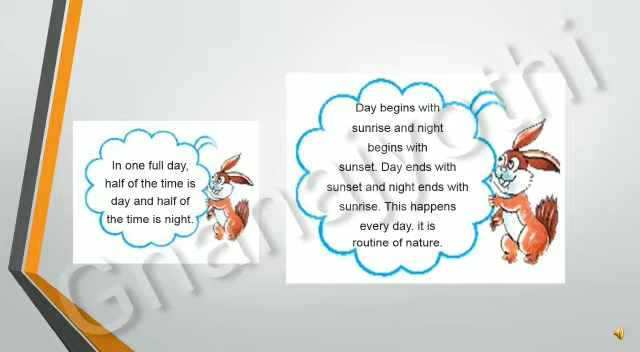 In one full day,
half of the time is
day and half of
the time is night.
Day begins with
sunrise and night
begins with
sunset. Day ends with
sunset and night ends with
sunrise. This happens
every day. it is
routine of nature.
Gnanajyothi